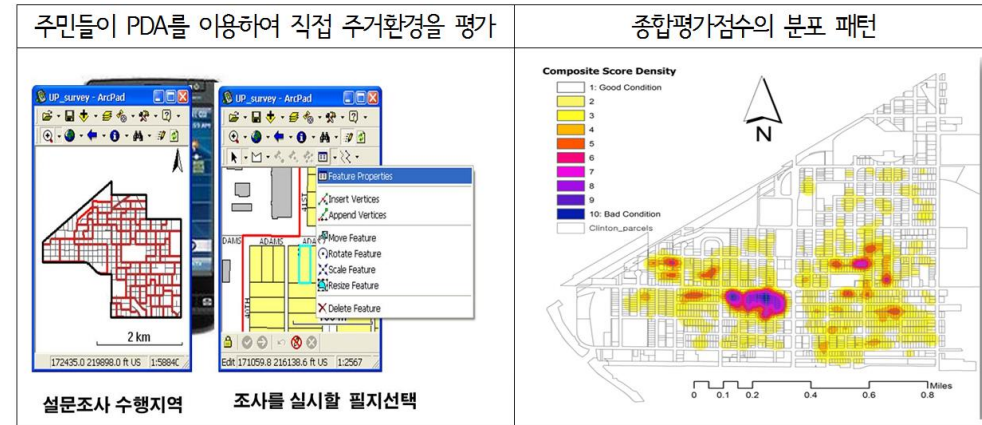 주민들이 PDA를 이용하여 직접 주거환경을 평가
종합평가점수의 분포 패턴
UP_survey - ArcPad
2 km
172435.0 219898.0 ft US 1:5884
설문조사 수행지역
UP_survey - ArcPad
Feature Properties
Insert Vertices
Append Vertices
Move Feature
Rotate Feature
Scale Feature
Resize Feature
Delete Feature
41ST
ADAMS
ADAMS
ADA
40TH
Edit 171059.8 216138.6 ft US 1:2567
조사를 실시할 필지선택
Composite Score Density
1: Good Condition
2
3
4
5
6
7
8
9
10: Bad Condition
Clinton_parcels
N
Miles
0 0.1 0.2 0.4 0.6 0.8